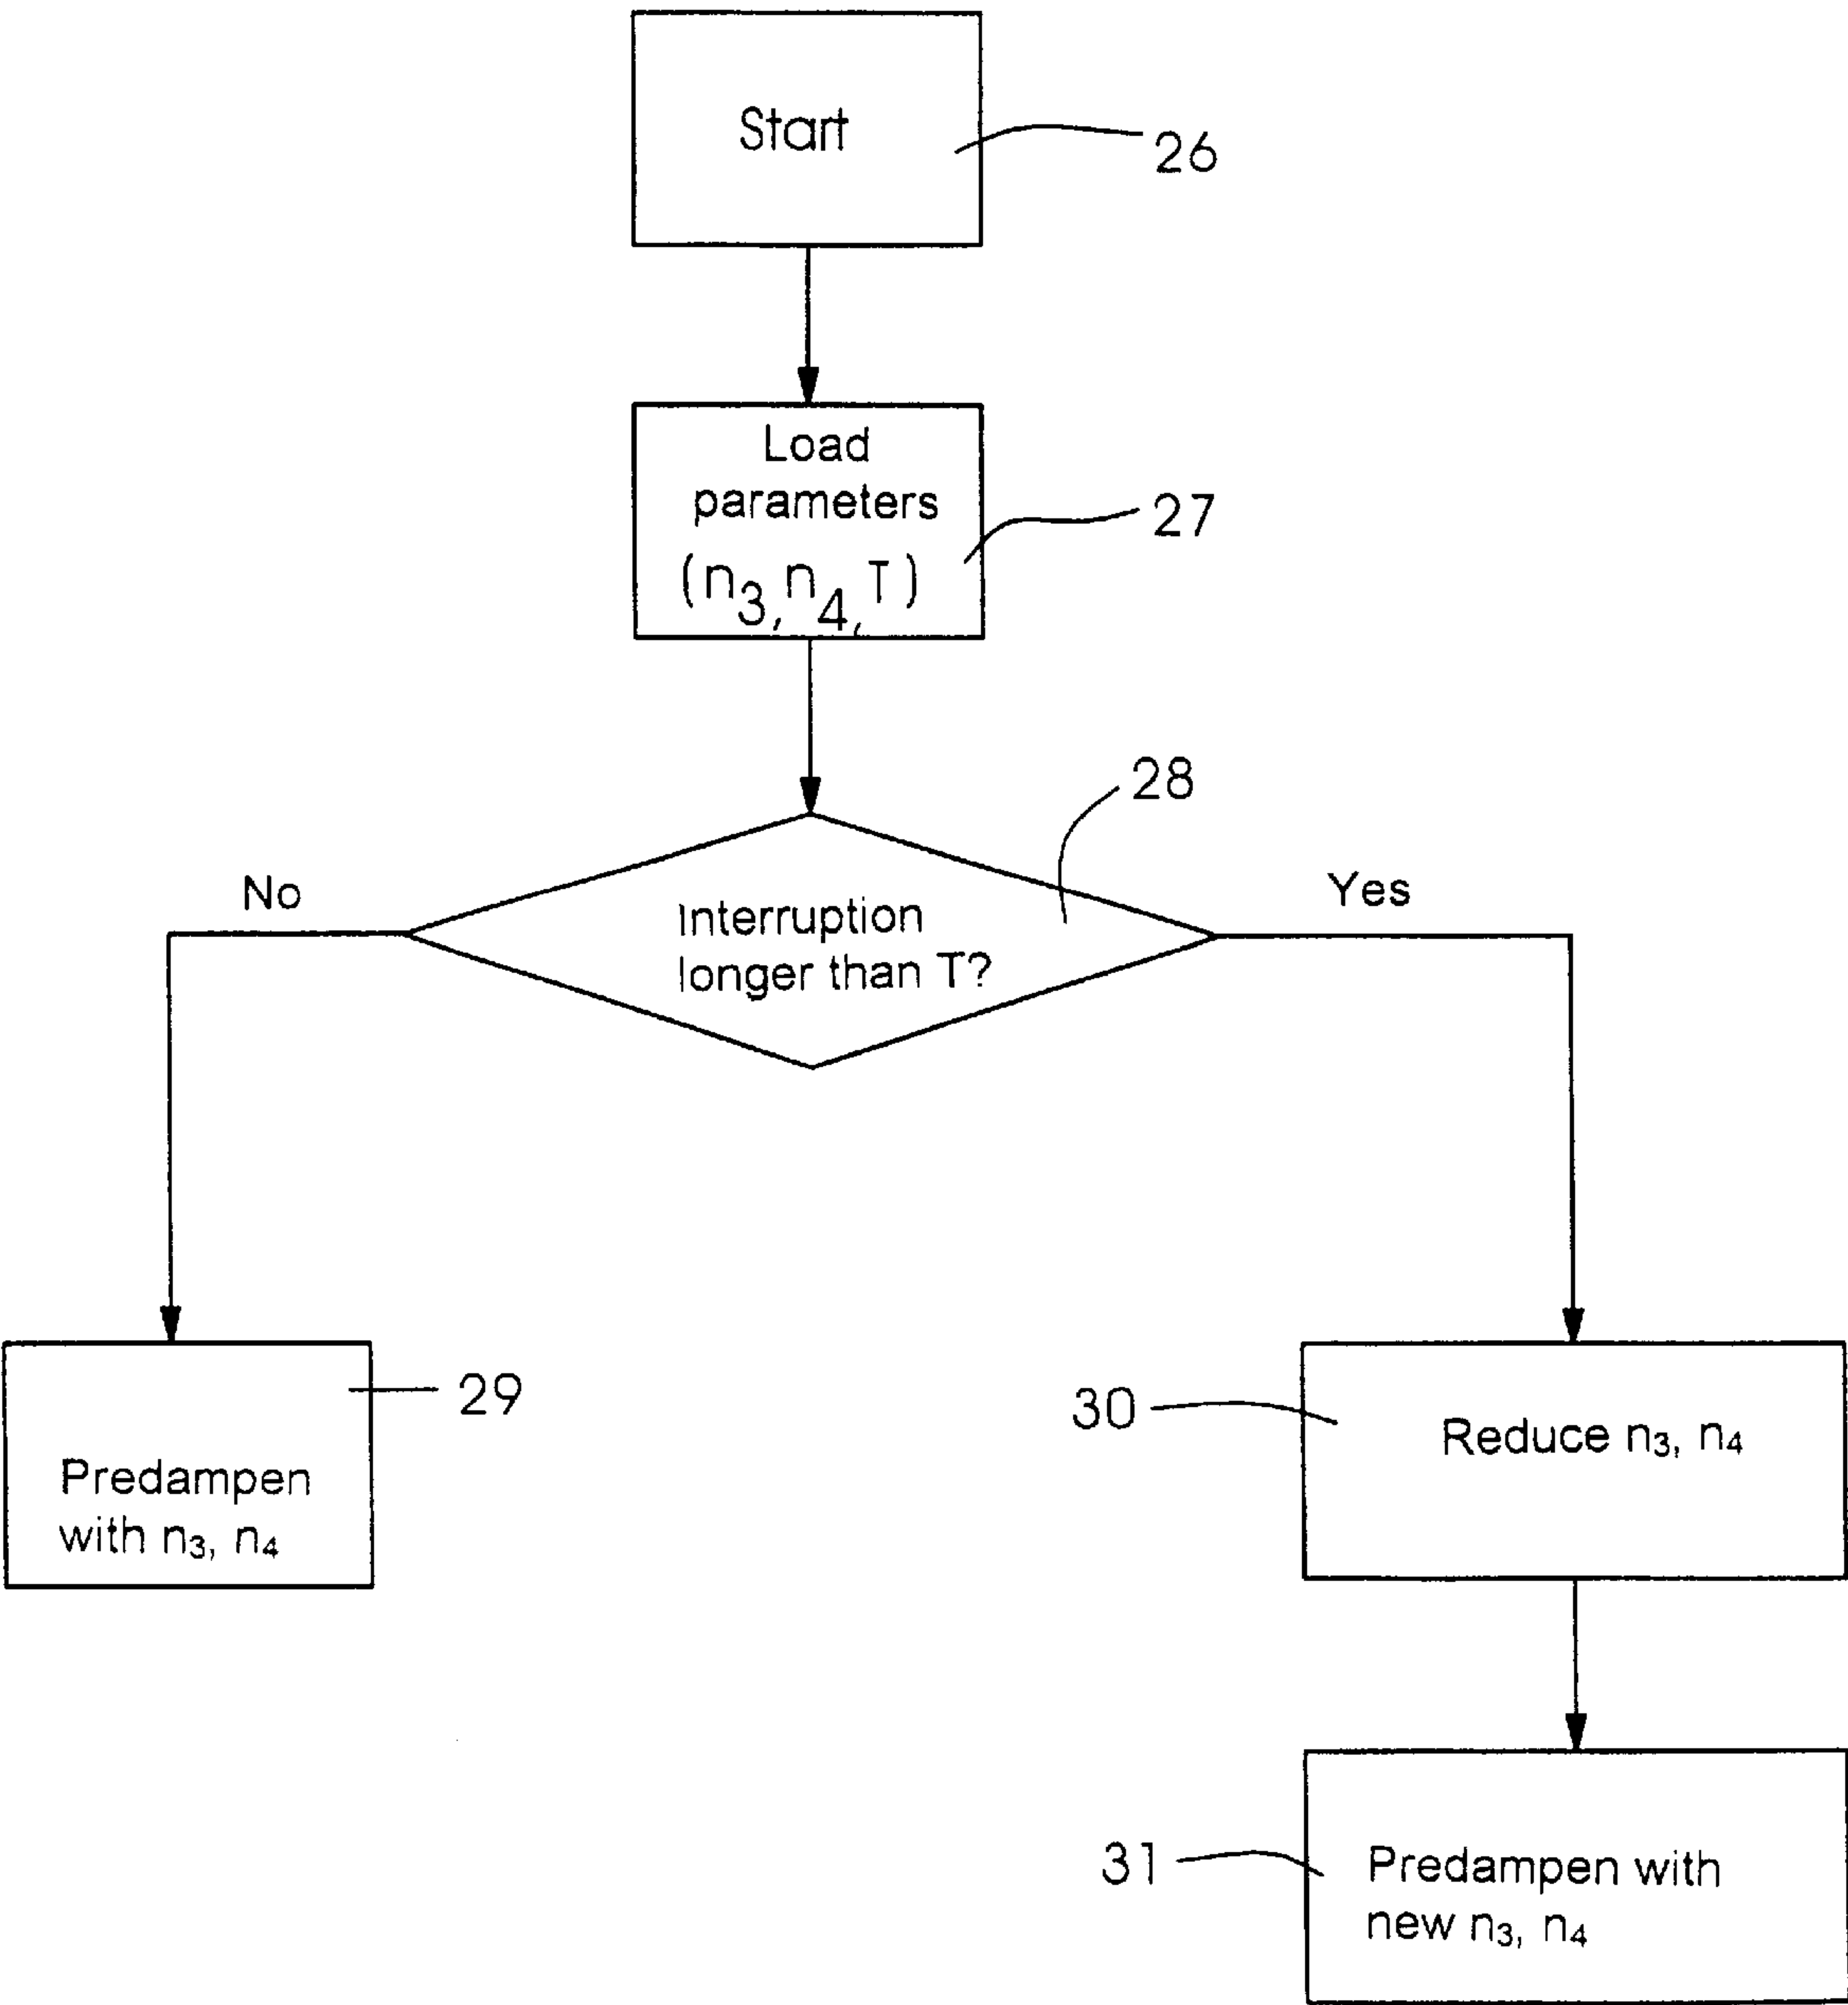 Start
26
Load
parameters
(n₃, n₄, T)
27
28
No
Yes
Interruption
longer than T?
29
Predampen
with n₃, n₄
30
Reduce n₃, n₄
31
Predampen with
new n₃, n₄